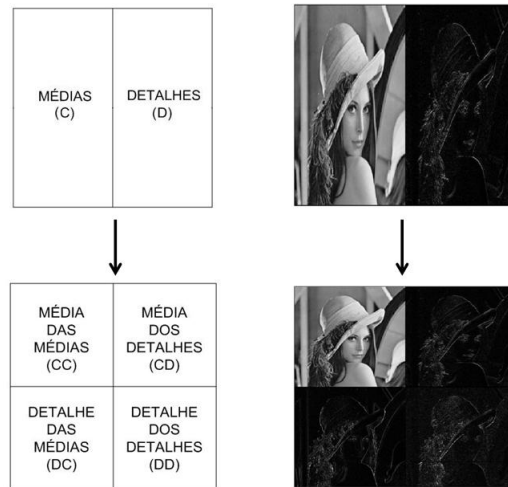 MÉDIAS
(C)
DETALHES
(D)
MÉDIA
DAS
MÉDIAS
(CC)
MÉDIA
DOS
DETALHES
(CD)
DETALHE
DAS
MÉDIAS
(DC)
DETALHE
DOS
DETALHES
(DD)